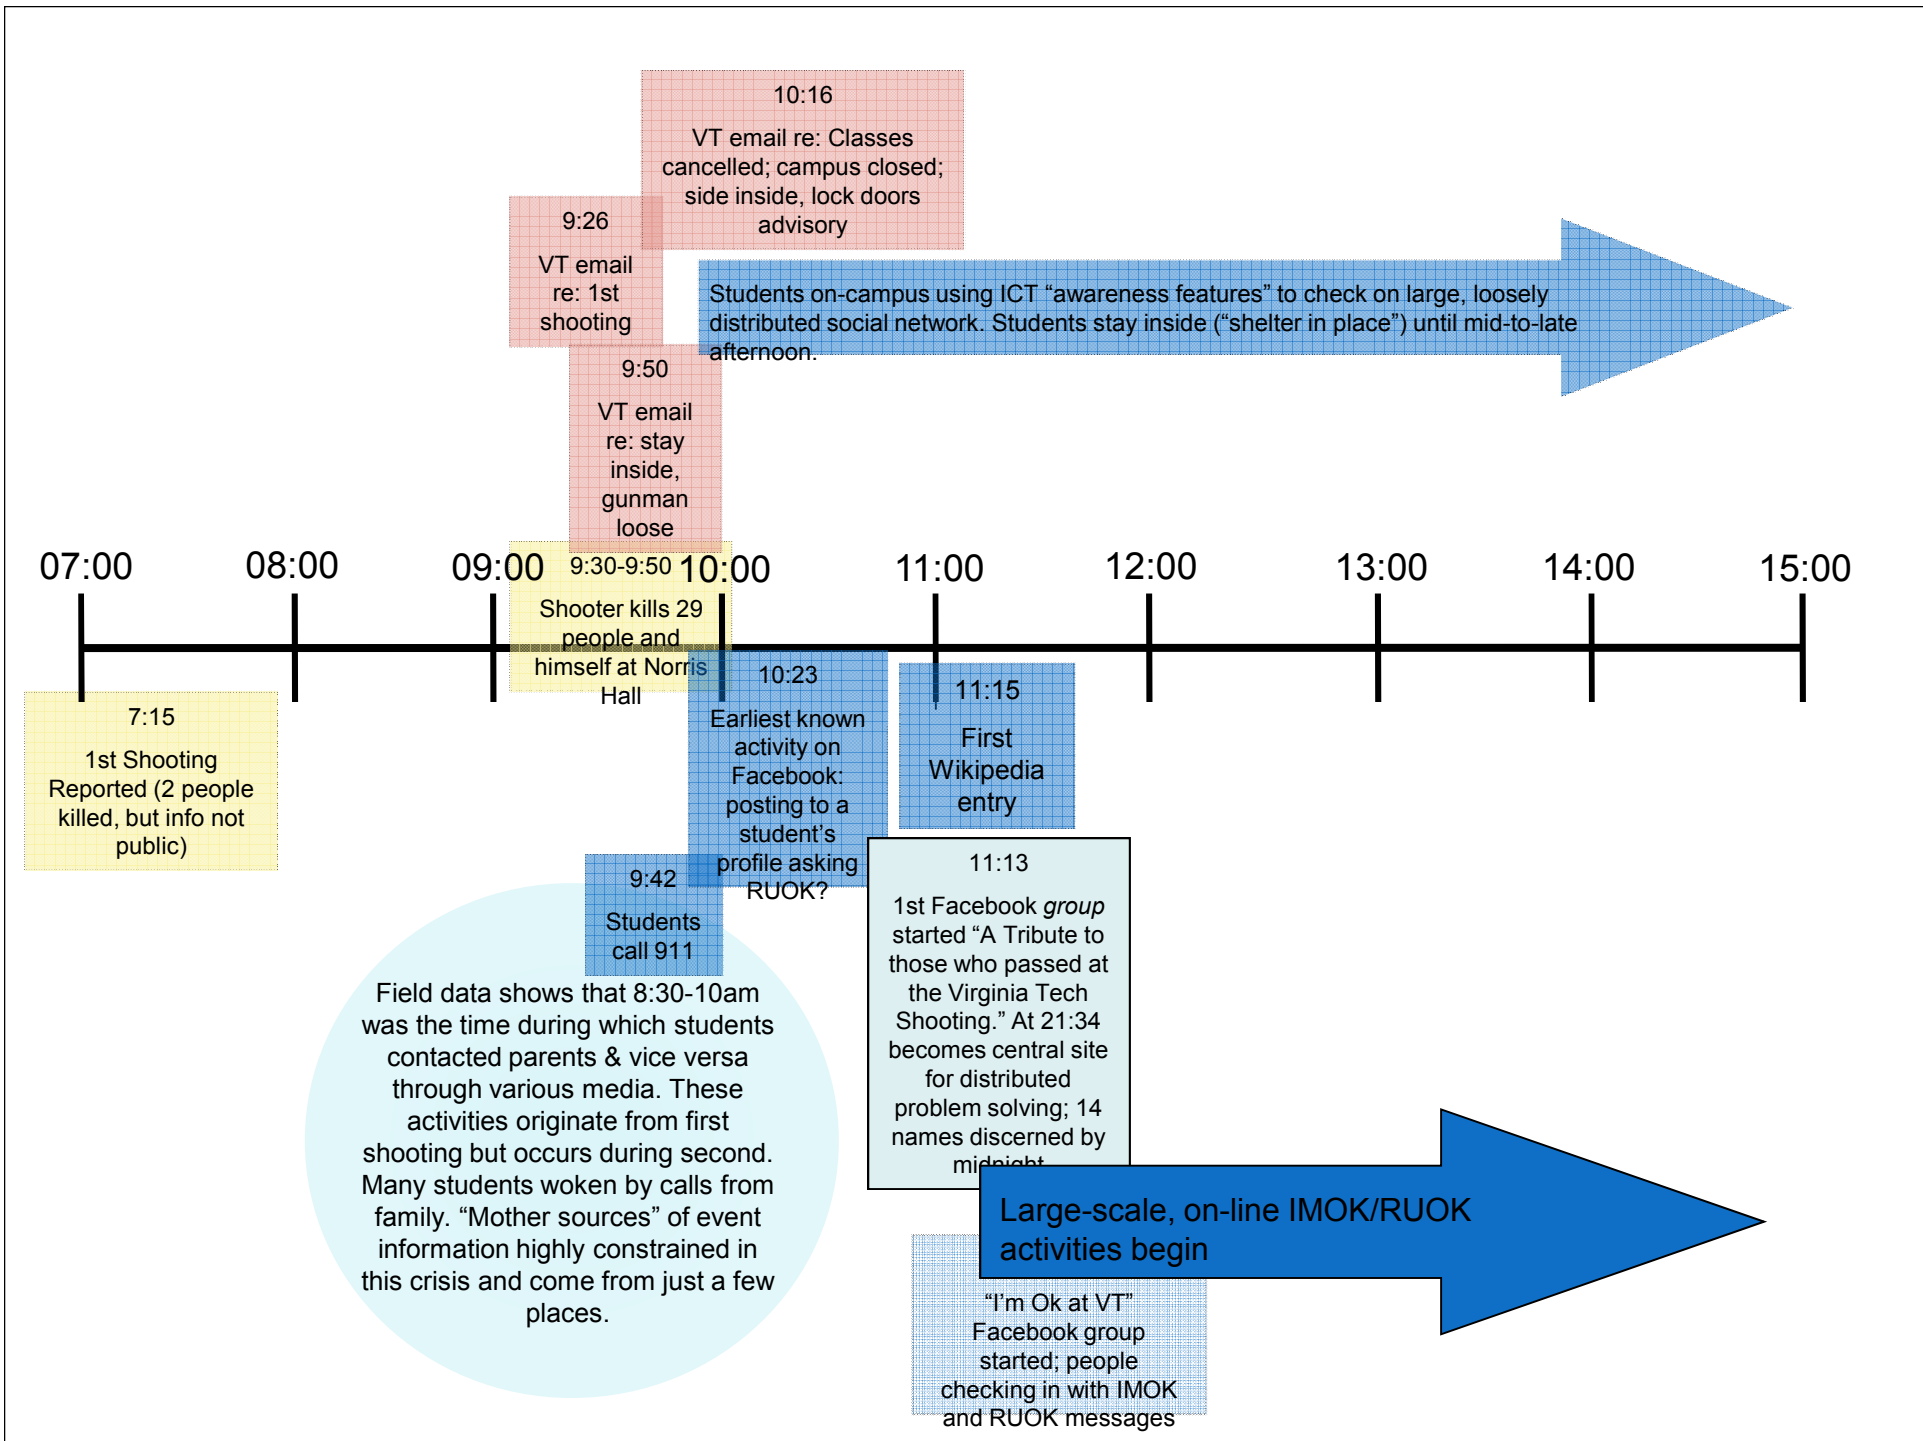 10:16
VT email re: Classes
cancelled; campus closed;
side inside, lock doors
advisory
9:26
VT email
re: 1st
shooting
Students on-campus using ICT “awareness features” to check on large, loosely
distributed social network. Students stay inside (“shelter in place”) until mid-to-late
afternoon.
9:50
VT email
re: stay
inside,
gunman
loose
07:00
08:00
09:00
10:00
11:00
12:00
13:00
14:00
15:00
9:30-9:50
Shooter kills 29
people and
himself at Norris
Hall
7:15
1st Shooting
Reported (2 people
killed, but info not
public)
10:23
Earliest known
activity on
Facebook:
posting to a
student’s
profile asking
RUOK?
11:15
First
Wikipedia
entry
9:42
Students
call 911
11:13
1st Facebook group
started “A Tribute to
those who passed at
the Virginia Tech
Shooting.” At 21:34
becomes central site
for distributed
problem solving; 14
names discerned by
midnight
Field data shows that 8:30-10am
was the time during which students
contacted parents & vice versa
through various media. These
activities originate from first
shooting but occurs during second.
Many students woken by calls from
family. “Mother sources” of event
information highly constrained in
this crisis and come from just a few
places.
Large-scale, on-line IMOK/RUOK
activities begin
“I’m Ok at VT”
Facebook group
started; people
checking in with IMOK
and RUOK messages